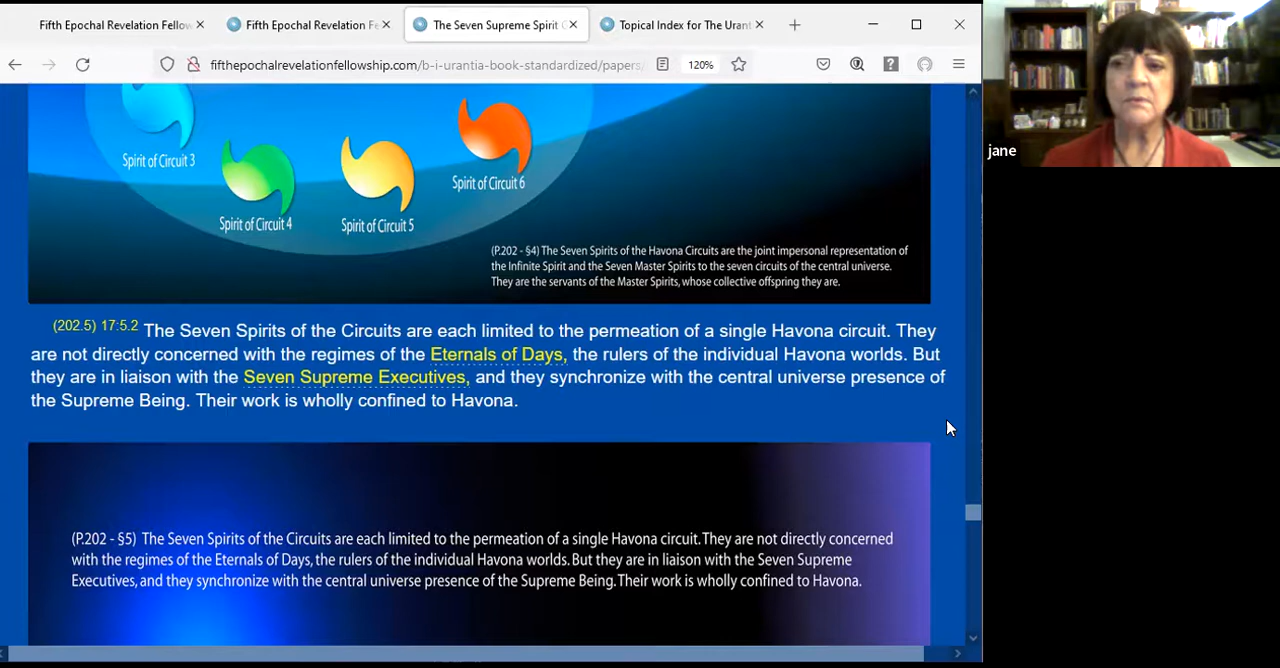 Fifth Epochal Revelation Fellow
Fifth Epochal Revelation Fe
The Seven Supreme Spirit G
Topical Index for The Urant
fifthepochalrevelationfellowship.com/b-i-urantia-book-standardized/papers/
120%
jane
Spirit of Circuit 3
Spirit of Circuit 6
Spirit of Circuit 4
Spirit of Circuit 5
(P.202 - §4) The Seven Spirits of the Havona Circuits are the joint impersonal representation of
the Infinite Spirit and the Seven Master Spirits to the seven circuits of the central universe.
They are the servants of the Master Spirits, whose collective offspring they are.
(202.5) 17:5.2 The Seven Spirits of the Circuits are each limited to the permeation of a single Havona circuit. They
are not directly concerned with the regimes of the Eternals of Days, the rulers of the individual Havona worlds. But
they are in liaison with the Seven Supreme Executives, and they synchronize with the central universe presence of
the Supreme Being. Their work is wholly confined to Havona.
(P.202 - §5) The Seven Spirits of the Circuits are each limited to the permeation of a single Havona circuit. They are not directly concerned
with the regimes of the Eternals of Days, the rulers of the individual Havona worlds. But they are in liaison with the Seven Supreme
Executives, and they synchronize with the central universe presence of the Supreme Being. Their work is wholly confined to Havona.